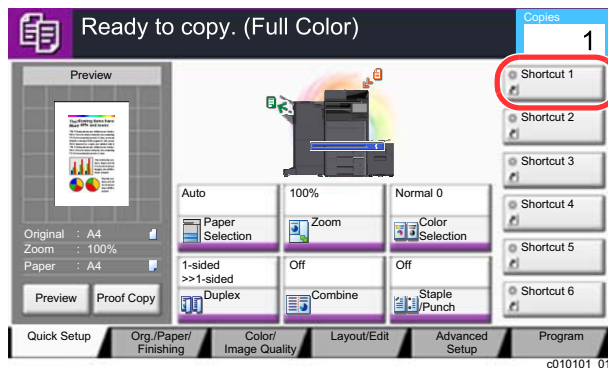 Ready to copy. (Full Color)
Copies
1
Preview
Original : A4
Zoom : 100%
Paper : A4
Preview
Proof Copy
Auto
Paper
Selection
100%
Zoom
Normal 0
Color
Selection
1-sided
>>1-sided
Duplex
Off
Combine
Off
Staple
/Punch
Shortcut 1
Shortcut 2
Shortcut 3
Shortcut 4
Shortcut 5
Shortcut 6
Quick Setup
Org./Paper/
Finishing
Color/
Image Quality
Layout/Edit
Advanced
Setup
Program
c010101_01